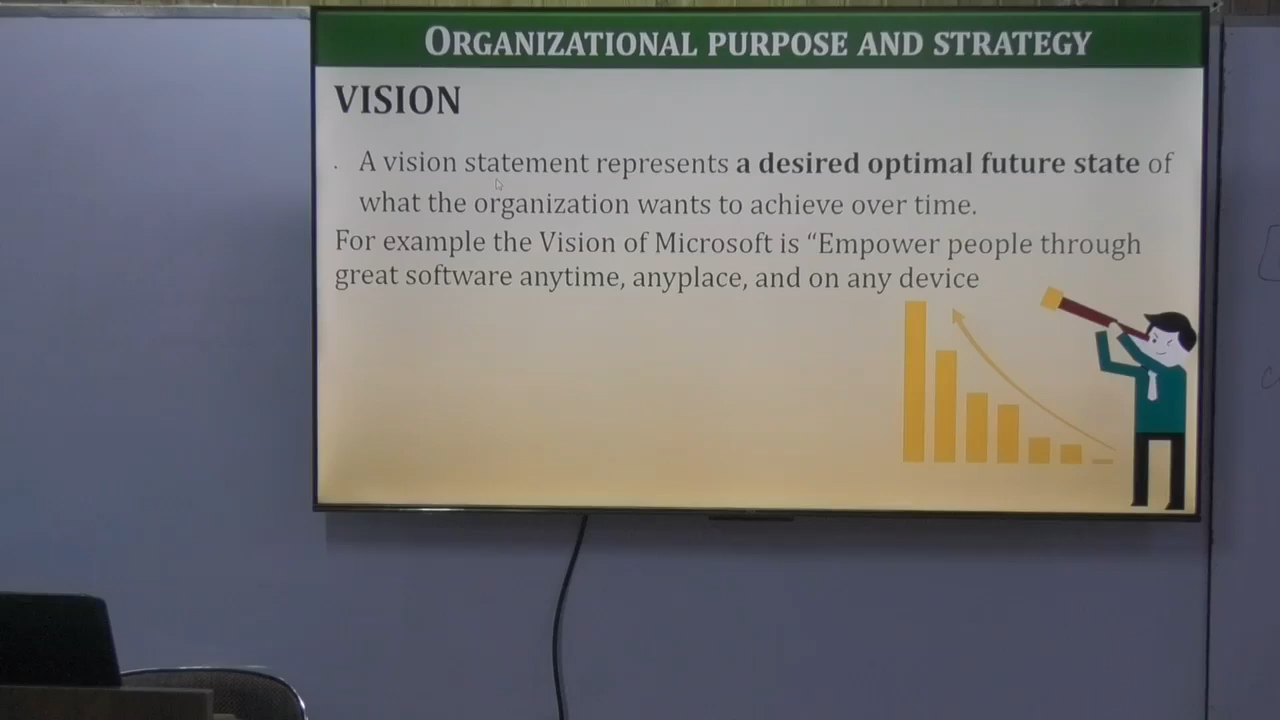 ORGANIZATIONAL PURPOSE AND STRATEGY
VISION
. A vision statement represents a desired optimal future state of
what the organization wants to achieve over time.
For example the Vision of Microsoft is “Empower people through
great software anytime, anyplace, and on any device